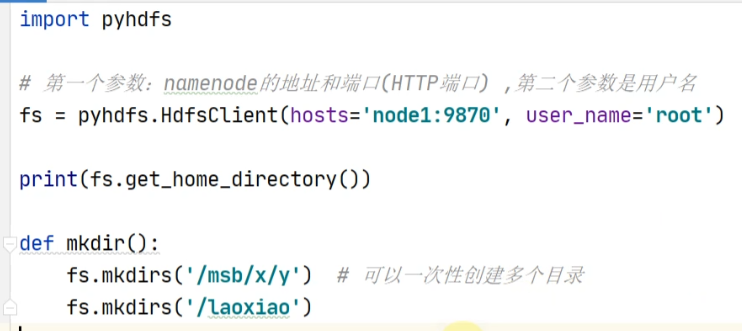 import pyhdfs
# 第一个参数：namenode的地址和端口(HTTP端口) ,第二个参数是用户名
fs = pyhdfs.HdfsClient(hosts='node1:9870', user_name='root')
print(fs.get_home_directory())
def mkdir():
    fs.mkdirs('/msb/x/y')  # 可以一次性创建多个目录
    fs.mkdirs('/laoxiao')